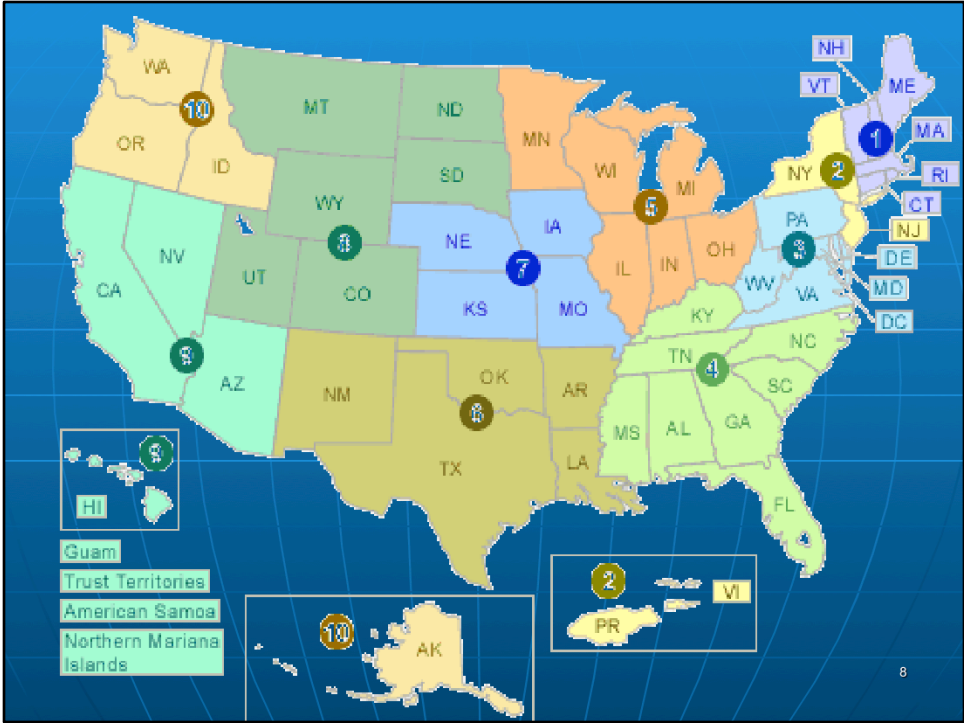 NH
WA
VT
ME
MT
ND
10
MN
OR
MA
1
ID
WI
NY
2
RI
SD
MI
WY
5
CT
PA
NJ
NE
IA
8
3
OH
NV
DE
UT
7
IL
IN
WV
CA
MD
CO
VA
KS
MO
KY
DC
NC
9
TN
4
AZ
OK
SC
NM
AR
6
GA
MS
AL
9
LA
TX
HI
FL
Guam
2
Trust Territories
VI
American Samoa
PR
10
Northern Mariana
Islands
AK
8